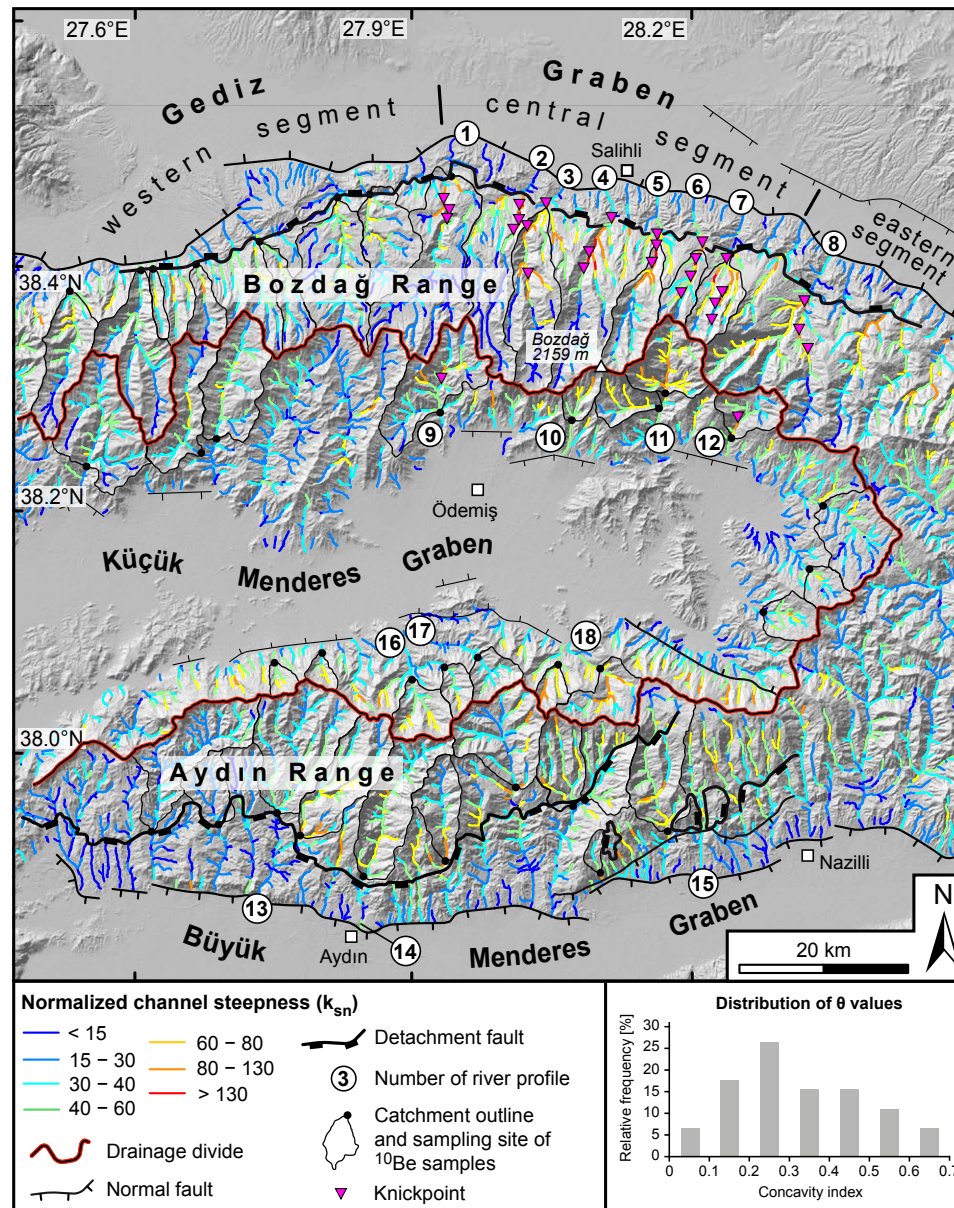 27.6°E
27.9°E
28.2°E
Gediz
Graben
western segment
central segment
eastern
segment
1
2
3
Salihli
4
5
6
7
8
38.4°N
Bozdağ Range
Bozdağ
2159 m
9
10
11
12
38.2°N
Ödemiş
Küçük
Menderes
Graben
16
17
18
38.0°N
Aydın Range
Nazilli
13
15
Büyük
Aydın
14
Menderes
Graben
N
20 km
Normalized channel steepness (ksn)
< 15
15 – 30
30 – 40
40 – 60
60 – 80
80 – 130
> 130
Drainage divide
Normal fault
Detachment fault
3 Number of river profile
Catchment outline
and sampling site of
10Be samples
Knickpoint
Distribution of θ values
Relative frequency [%]
30
25
20
15
10
5
0
0 0.1 0.2 0.3 0.4 0.5 0.6 0.7
Concavity index